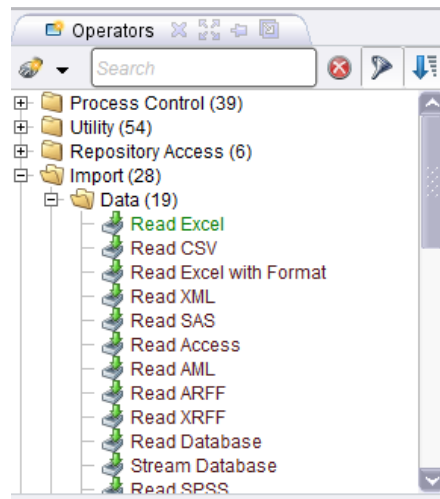 Operators
Search
Process Control (39)
Utility (54)
Repository Access (6)
Import (28)
Data (19)
Read Excel
Read CSV
Read Excel with Format
Read XML
Read SAS
Read Access
Read AML
Read ARFF
Read XRFF
Read Database
Stream Database
Read SPSS